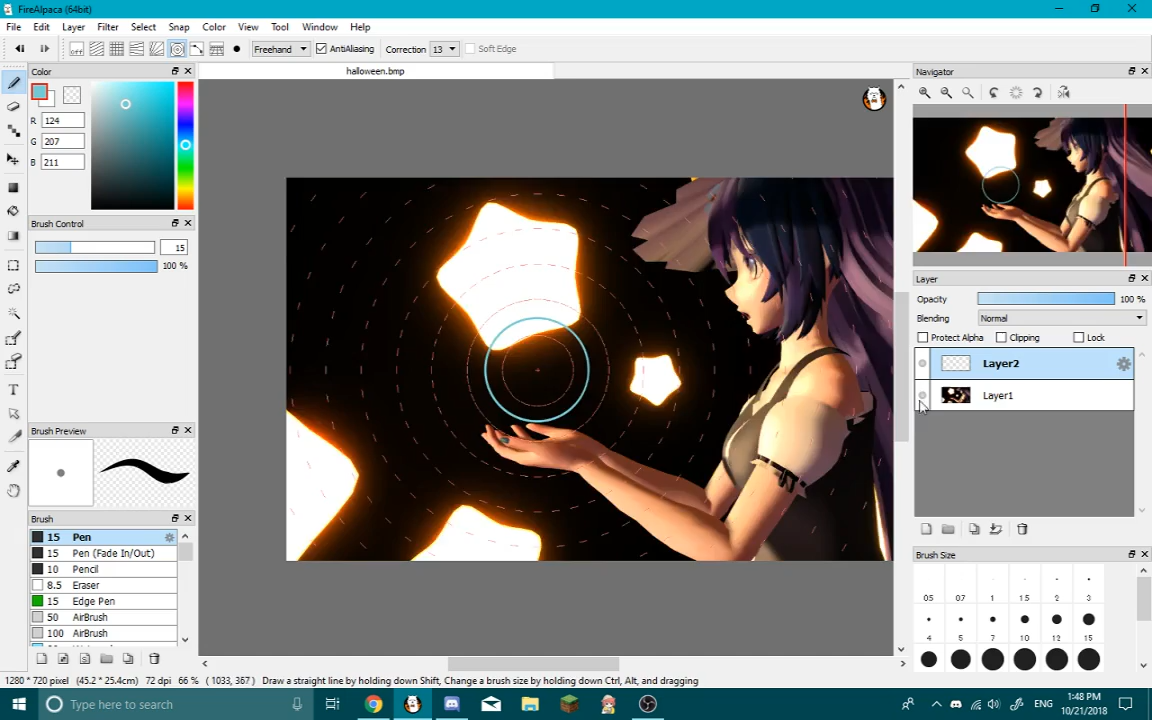 FireAlpaca (64bit)
File Edit Layer Filter Select Snap Color View Tool Window Help
off Freehand AntiAliasing Correction 13 Soft Edge
Color
halloween.bmp
Navigator
R 124
G 207
B 211
Brush Control
15
100 %
Layer
Opacity 100 %
Blending Normal
Protect Alpha Clipping Lock
Layer2
Layer1
Brush Preview
Brush
15 Pen
15 Pen (Fade In/Out)
10 Pencil
8.5 Eraser
15 Edge Pen
50 AirBrush
100 AirBrush
Brush Size
0.5 0.7 1 1.5 2 3
4 5 7 10 12 15
1280 * 720 pixel (45.2 * 25.4cm) 72 dpi 66 % ( 1033, 367 ) Draw a straight line by holding down Shift, Change a brush size by holding down Ctrl, Alt, and dragging
Type here to search
ENG
1:48 PM
10/21/2018